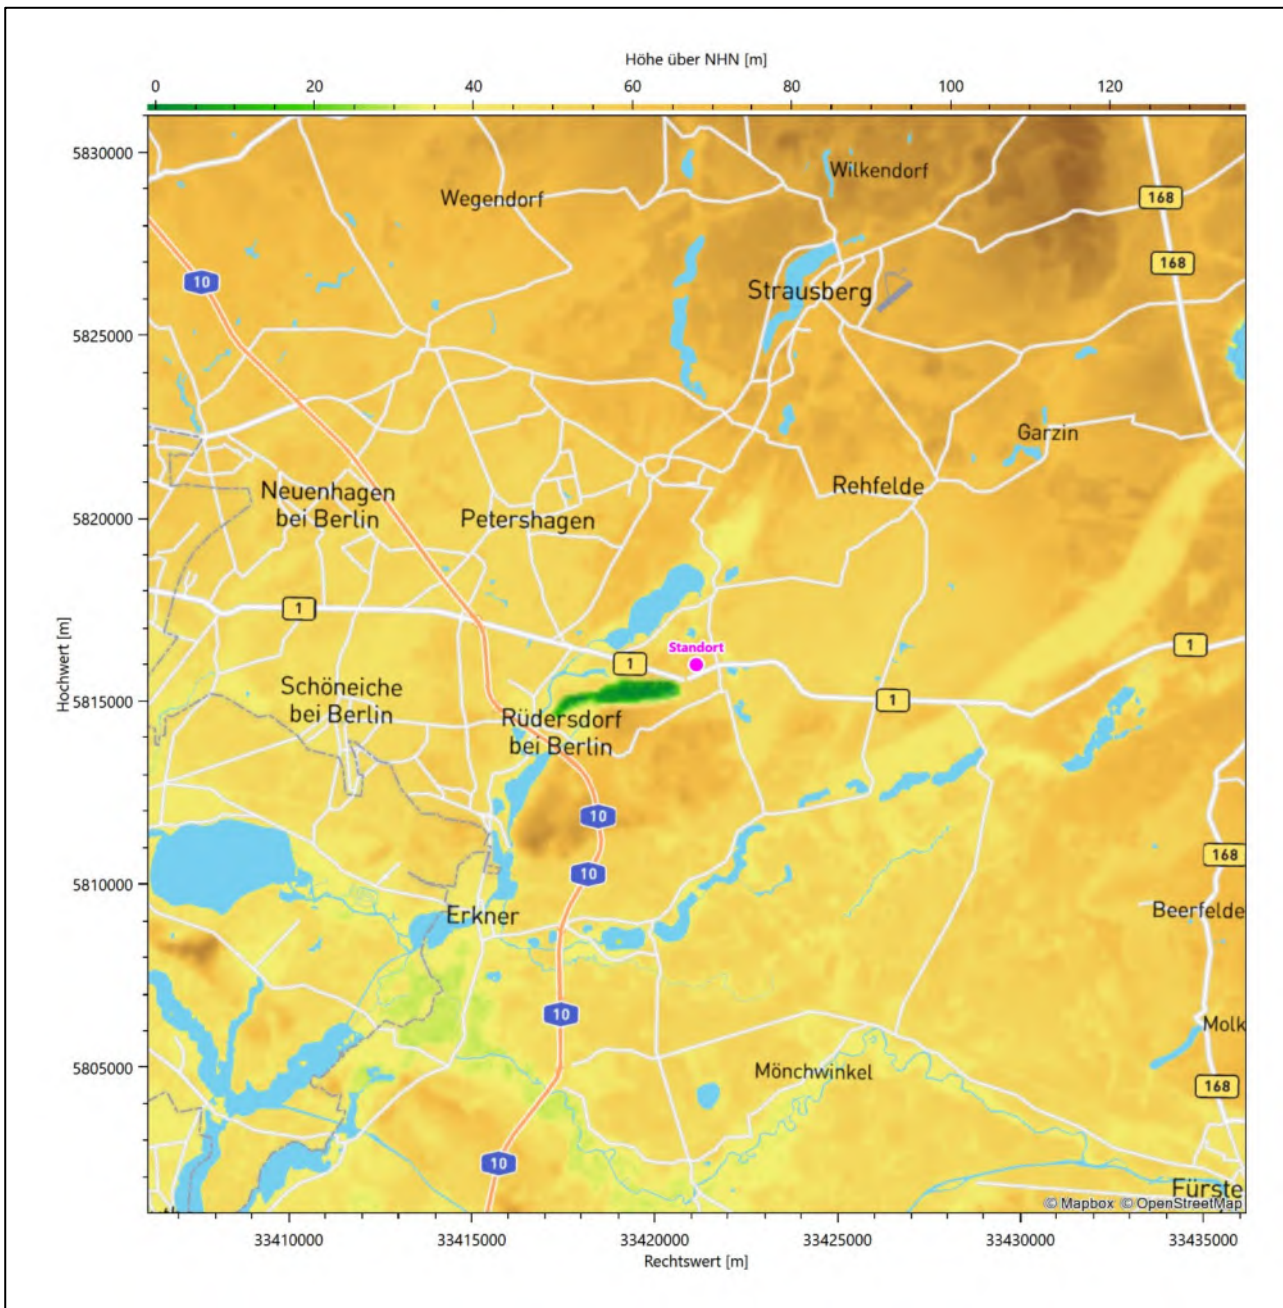 Höhe über NHN [m]
0 20 40 60 80 100 120
5830000
Wilkendorf
Wegendorf
168
168
10
Strausberg
5825000
Garzin
Rehfelde
Neuenhagen
bei Berlin
5820000
Petershagen
1
Standort
1
1
Hochwert [m]
Schöneiche
bei Berlin
1
5815000
Rüdersdorf
bei Berlin
10
168
10
5810000
Erkner
Beerfelde
10
Molk
5805000
Mönchwinkel
168
10
Fürste
© Mapbox © OpenStreetMap
33410000 33415000 33420000 33425000 33430000 33435000
Rechtswert [m]